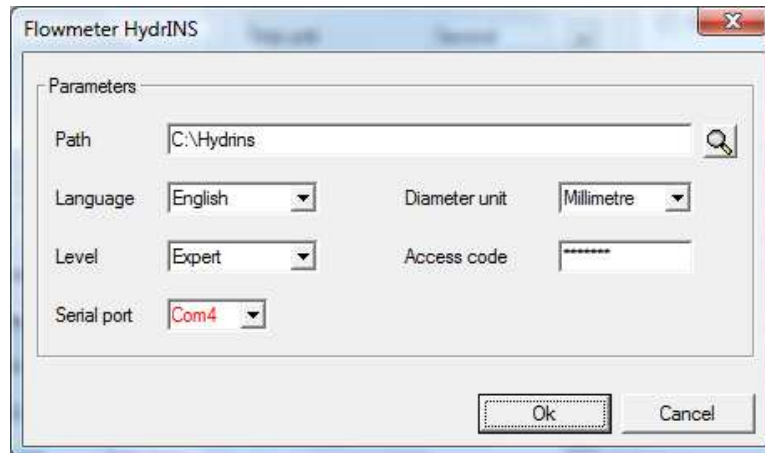 Flowmeter HydrINS
Parameters
Path C:\Hydrins
Language English Diameter unit Millimetre
Level Expert Access code *******
Serial port Com4
Ok Cancel